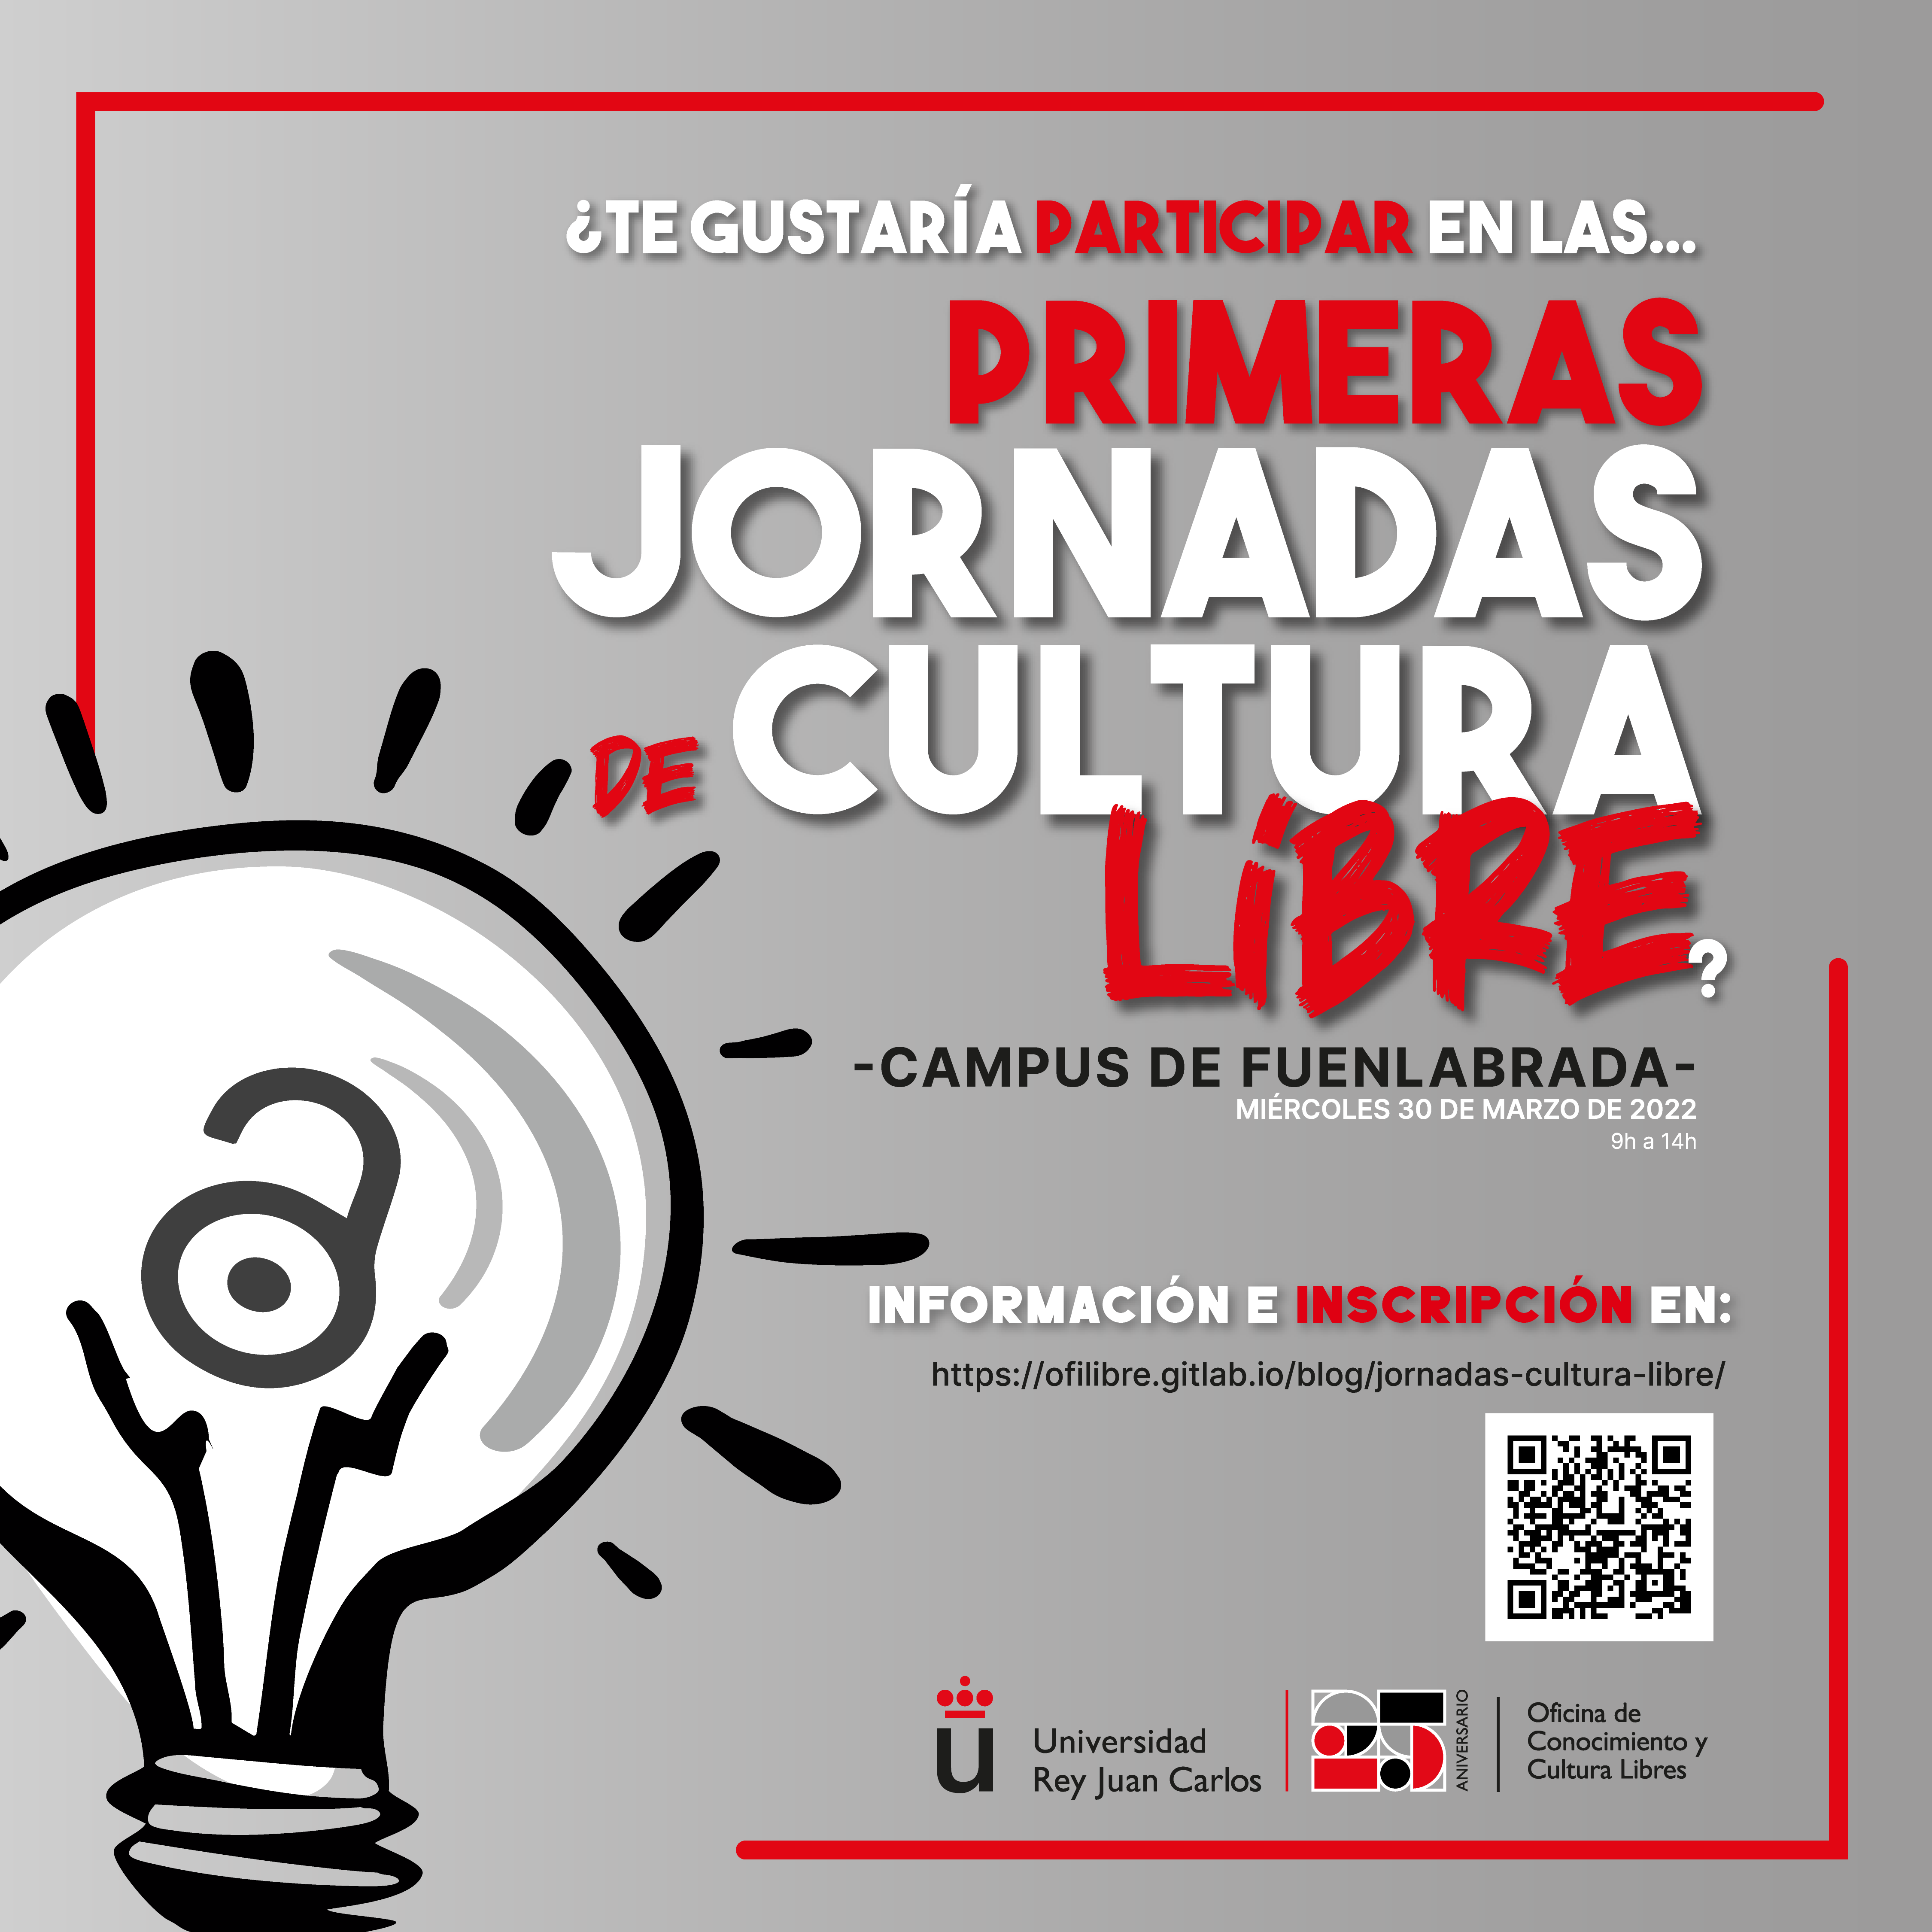 ¿TE GUSTARÍA PARTICIPAR EN LAS...
PRIMERAS
JORNADAS
DE CULTURA
LiBRE?
-CAMPUS DE FUENLABRADA-
MIÉRCOLES 30 DE MARZO DE 2022
9h a 14h
INFORMACIÓN E INSCRIPCIÓN EN:
https://ofilibre.gitlab.io/blog/jornadas-cultura-libre/
ü
Universidad
Rey Juan Carlos
25
ANIVERSARIO
Oficina de
Conocimiento y
Cultura Libres